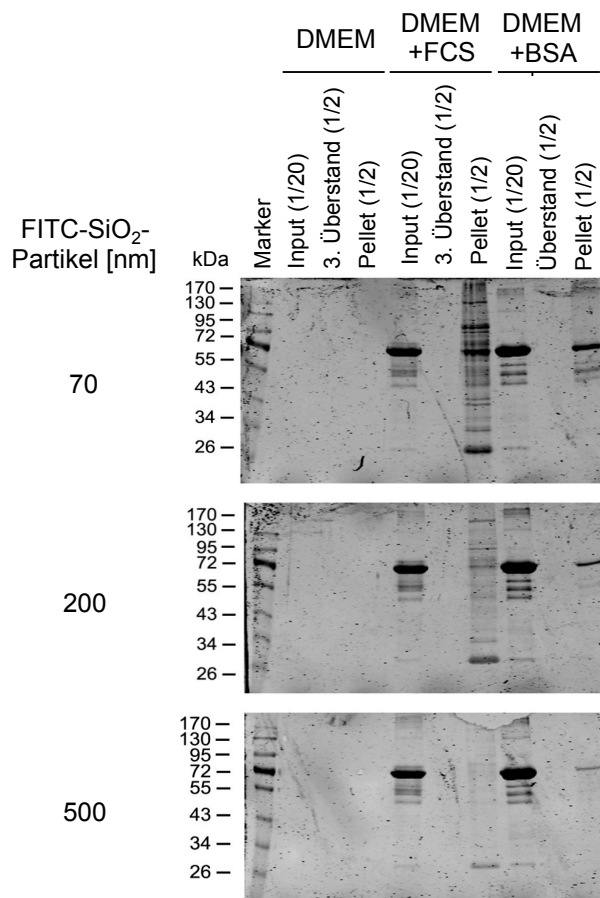 DMEM
DMEM
+FCS
DMEM
+BSA
Marker
Input (1/20)
3. Überstand (1/2)
Pellet (1/2)
Input (1/20)
3. Überstand (1/2)
Pellet (1/2)
Input (1/20)
Überstand (1/2)
Pellet (1/2)
FITC-SiO₂-
Partikel [nm]
kDa
70
170
130
95
72
55
43
34
26
200
170
130
95
72
55
43
34
26
500
170
130
95
72
55
43
34
26